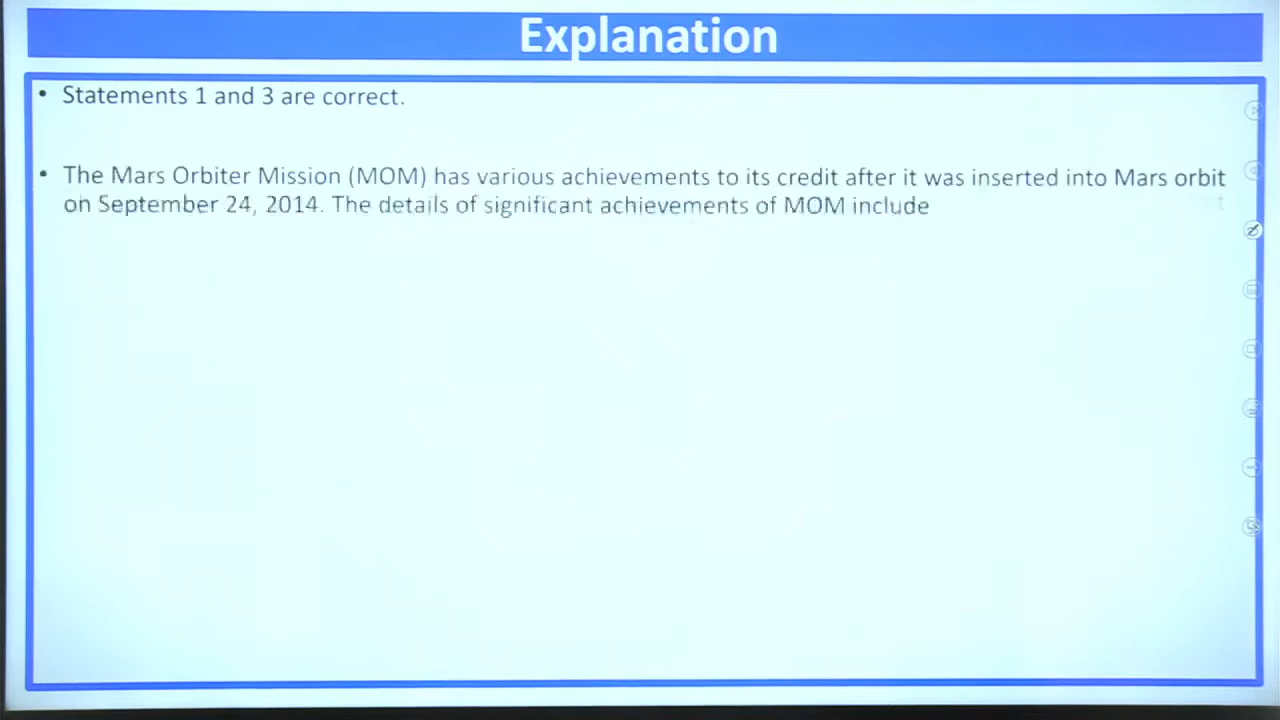 Explanation
• Statements 1 and 3 are correct.
• The Mars Orbiter Mission (MOM) has various achievements to its credit after it was inserted into Mars orbit
on September 24, 2014. The details of significant achievements of MOM include